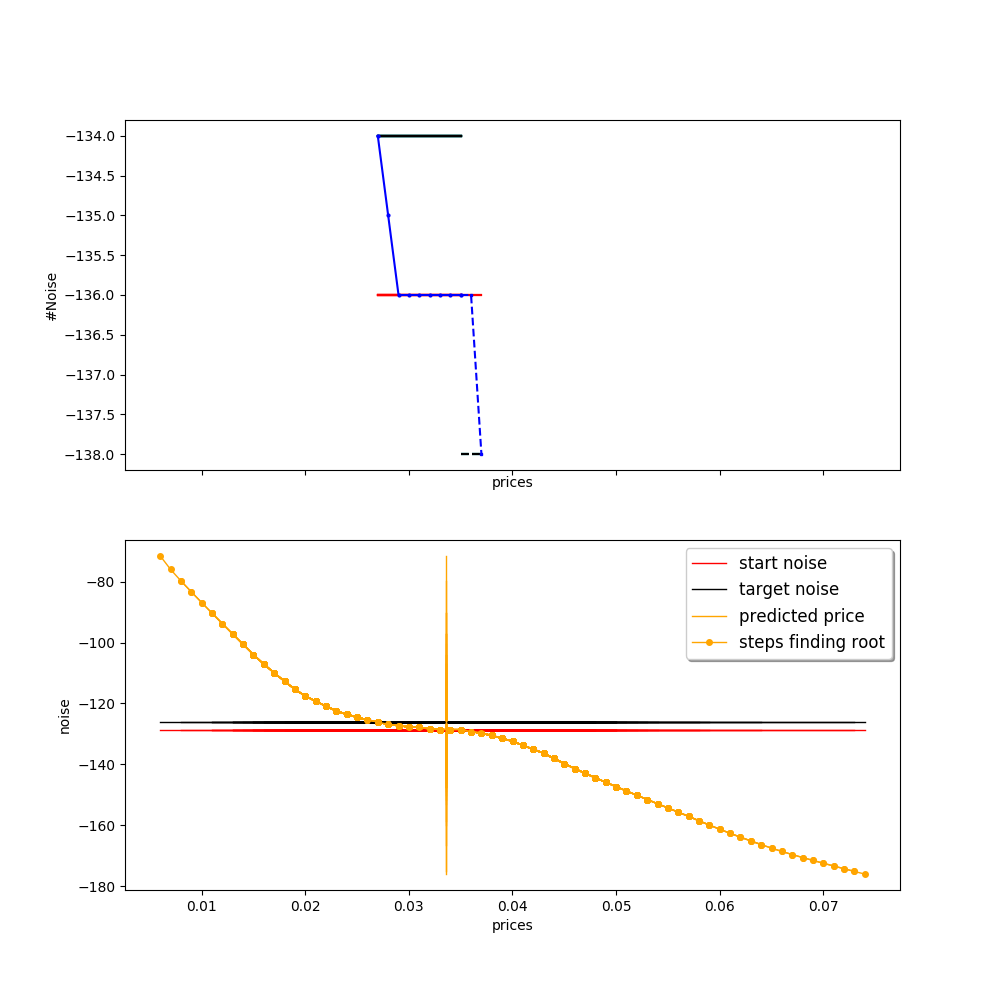 −134.0
−134.5
−135.0
−135.5
−136.0
−136.5
−137.0
−137.5
−138.0
#Noise
prices
−80
−100
−120
−140
−160
−180
noise
start noise
target noise
predicted price
steps finding root
0.01 0.02 0.03 0.04 0.05 0.06 0.07
prices